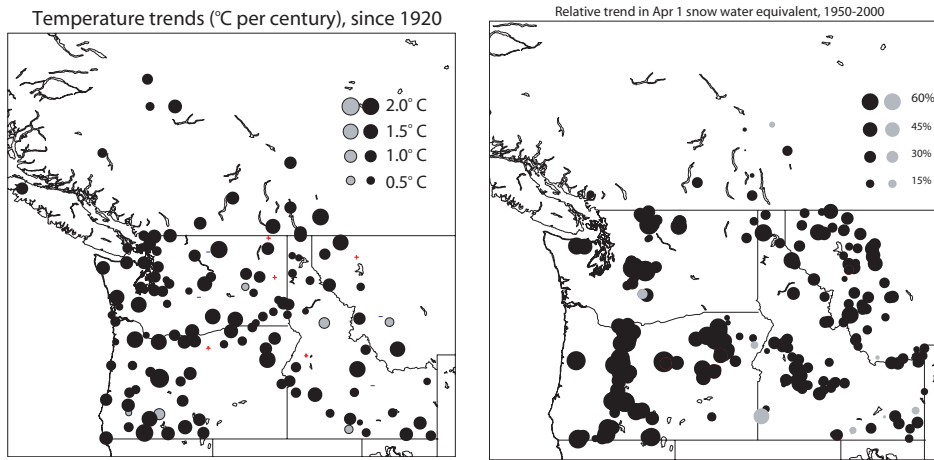 Temperature trends (°C per century), since 1920
2.0° C
1.5° C
1.0° C
0.5° C
Relative trend in Apr 1 snow water equivalent, 1950-2000
60%
45%
30%
15%